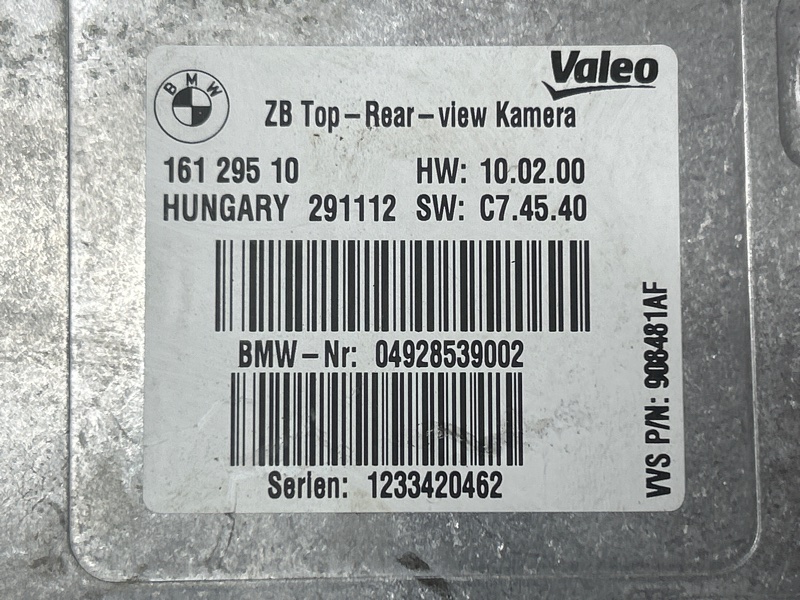 BMW
Valeo
ZB Top-Rear-view Kamera
161 295 10 HW: 10.02.00
HUNGARY 291112 SW: C7.45.40
BMW-Nr: 04928539002
Serien: 1233420462
VVS P/N: 908481AF